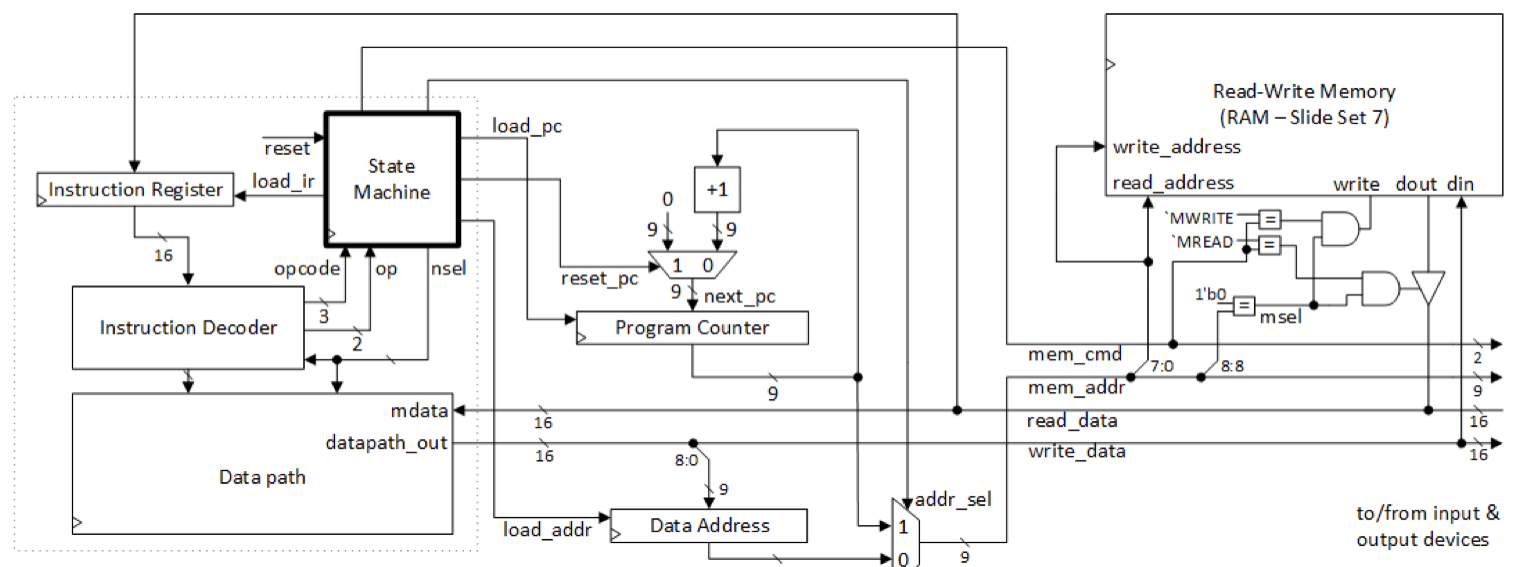 Read-Write Memory
(RAM – Slide Set 7)
write_address
read_address
write
dout
din
`MWRITE
=
`MREAD
=
1'b0
=
msel
reset
State
Machine
load_pc
load_ir
Instruction Register
16
opcode
op
nsel
3
2
Instruction Decoder
+1
0
9
9
1
0
reset_pc
9
next_pc
Program Counter
9
mem_cmd
2
7:0
8:8
mem_addr
9
mdata
16
read_data
16
datapath_out
16
write_data
16
Data path
8:0
9
load_addr
Data Address
addr_sel
1
0
9
to/from input &
output devices